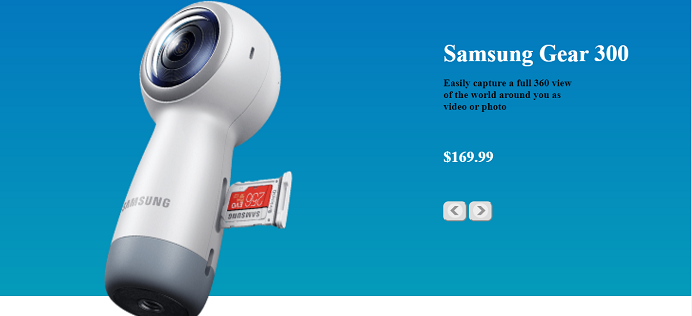 Samsung Gear 300
Easily capture a full 360 view
of the world around you as
video or photo
$169.99
SAMSUNG
256
EVO
SAMSUNG